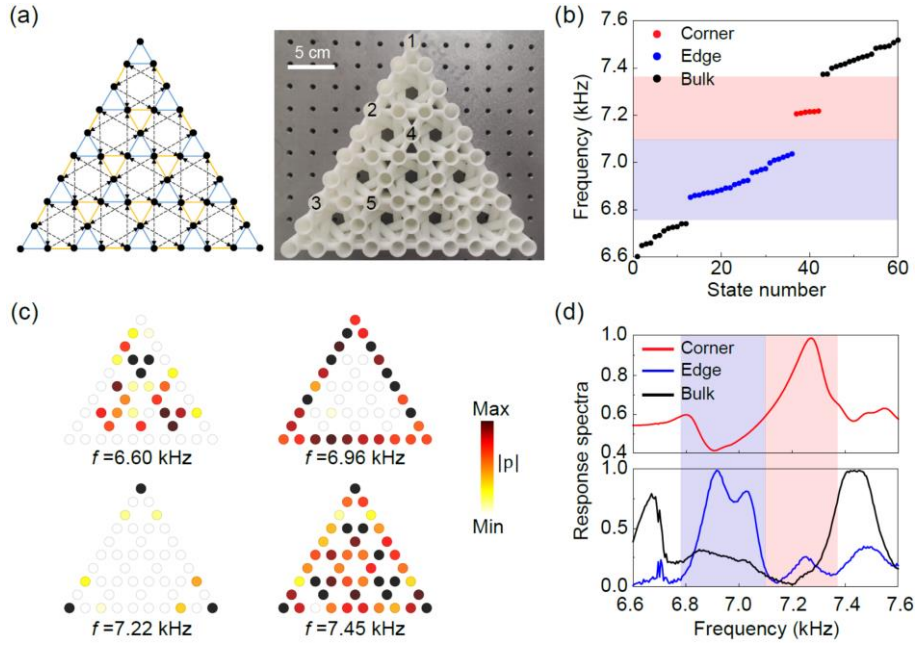 (a)
5 cm
1
2
4
3
5
(b)
7.6
7.4
7.2
7.0
6.8
6.6
Frequency (kHz)
Corner
Edge
Bulk
0
20
40
60
State number
(c)
f =6.60 kHz
f =6.96 kHz
f =7.22 kHz
f =7.45 kHz
Max
|p|
Min
(d)
Response spectra
1.0
0.8
0.6
0.4
1.0
0.5
0.0
Corner
Edge
Bulk
6.6
6.8
7.0
7.2
7.4
7.6
Frequency (kHz)